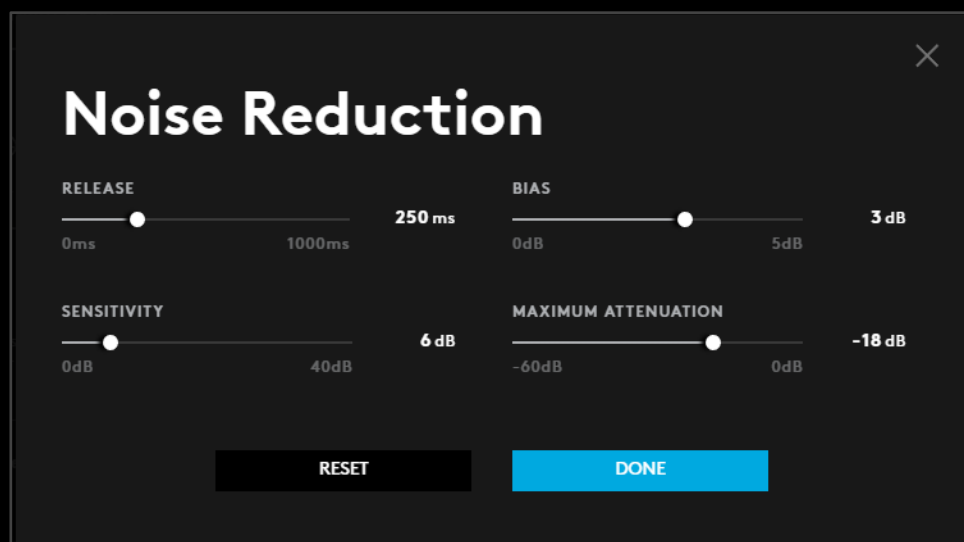 Noise Reduction
RELEASE
250 ms
0ms 1000ms
BIAS
3 dB
0dB 5dB
SENSITIVITY
6 dB
0dB 40dB
MAXIMUM ATTENUATION
-18 dB
-60dB 0dB
RESET
DONE